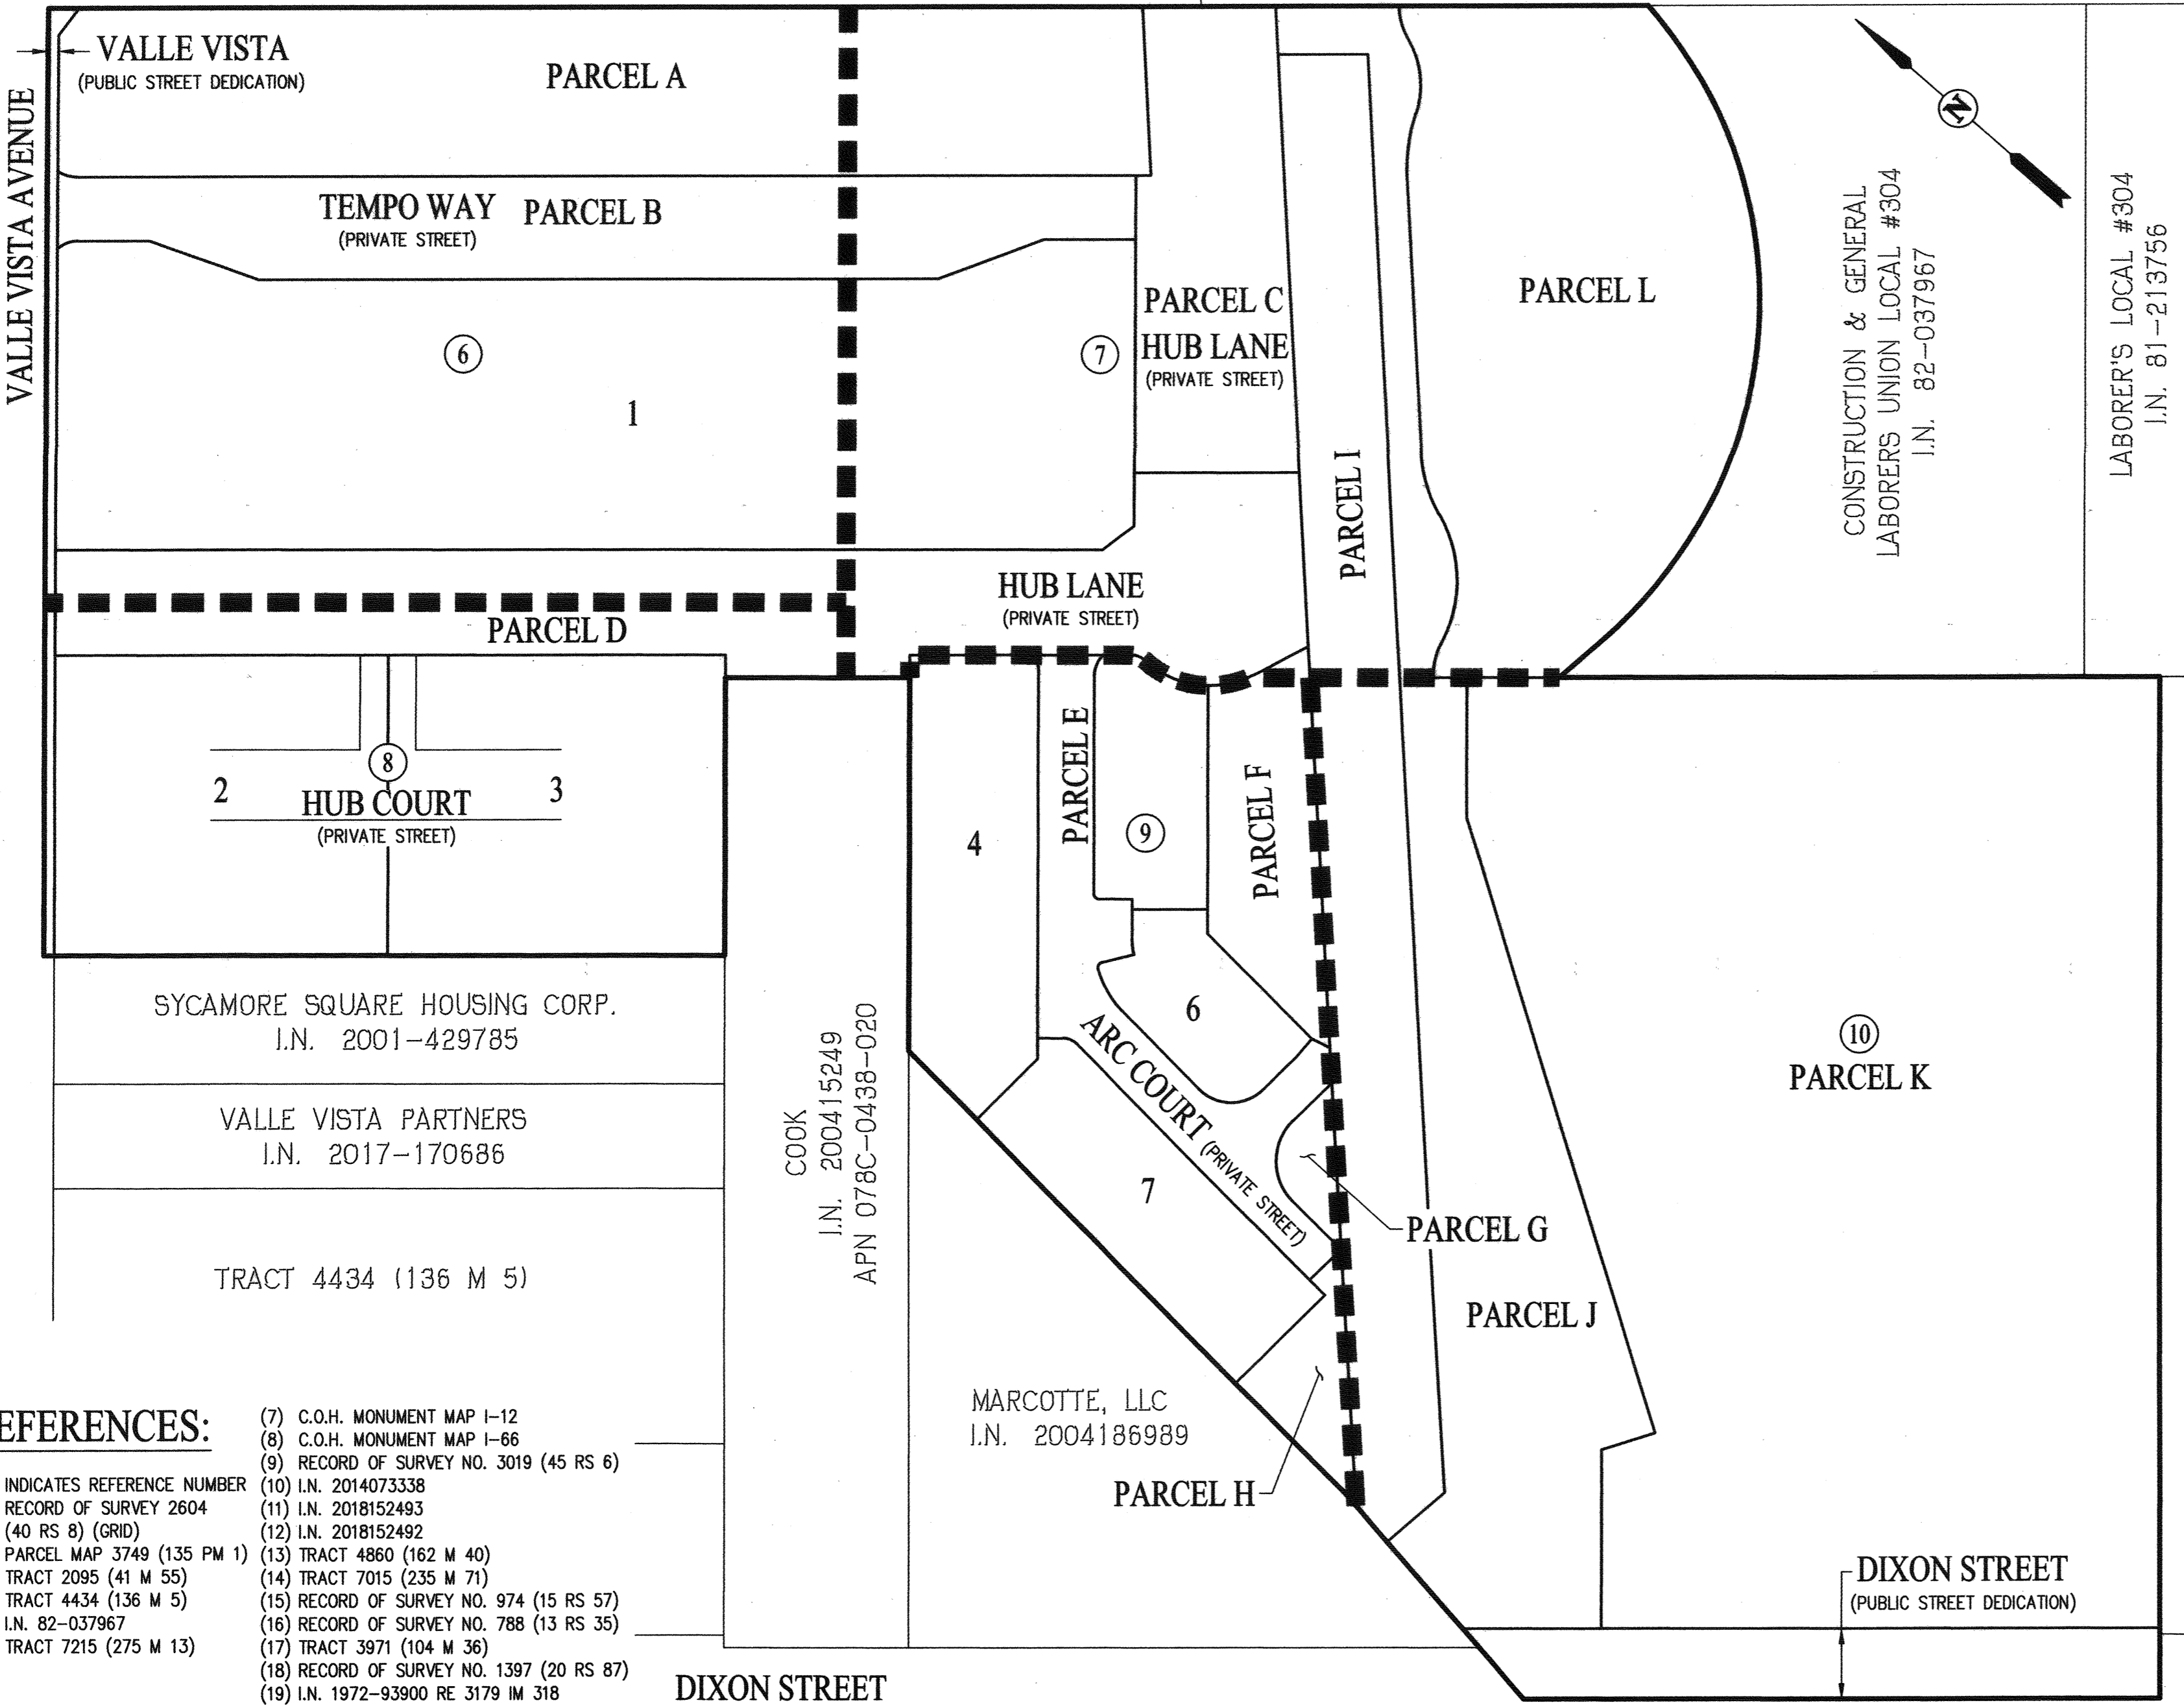 VALLE VISTA
(PUBLIC STREET DEDICATION)
PARCEL A
VALLE VISTA AVENUE
TEMPO WAY PARCEL B
(PRIVATE STREET)
N
6
1
7
PARCEL C
HUB LANE
(PRIVATE STREET)
PARCEL I
PARCEL L
CONSTRUCTION & GENERAL
LABORERS UNION LOCAL #304
I.N. 82-037967
LABORER'S LOCAL #304
I.N. 81-213756
HUB LANE
(PRIVATE STREET)
PARCEL D
8
2
HUB COURT
3
(PRIVATE STREET)
4
PARCEL E
9
PARCEL F
6
ARC COURT (PRIVATE STREET)
7
PARCEL G
PARCEL J
10
PARCEL K
SYCAMORE SQUARE HOUSING CORP.
I.N. 2001-429785
VALLE VISTA PARTNERS
I.N. 2017-170686
TRACT 4434 (136 M 5)
COOK
I.N. 200415249
APN 078C-0438-020
MARCOTTE, LLC
I.N. 2004186989
PARCEL H
DIXON STREET
(PUBLIC STREET DEDICATION)
DIXON STREET
EFERENCES:
INDICATES REFERENCE NUMBER
RECORD OF SURVEY 2604
(40 RS 8) (GRID)
PARCEL MAP 3749 (135 PM 1)
TRACT 2095 (41 M 55)
TRACT 4434 (136 M 5)
I.N. 82-037967
TRACT 7215 (275 M 13)
(7) C.O.H. MONUMENT MAP I-12
(8) C.O.H. MONUMENT MAP I-66
(9) RECORD OF SURVEY NO. 3019 (45 RS 6)
(10) I.N. 2014073338
(11) I.N. 2018152493
(12) I.N. 2018152492
(13) TRACT 4860 (162 M 40)
(14) TRACT 7015 (235 M 71)
(15) RECORD OF SURVEY NO. 974 (15 RS 57)
(16) RECORD OF SURVEY NO. 788 (13 RS 35)
(17) TRACT 3971 (104 M 36)
(18) RECORD OF SURVEY NO. 1397 (20 RS 87)
(19) I.N. 1972-93900 RE 3179 IM 318